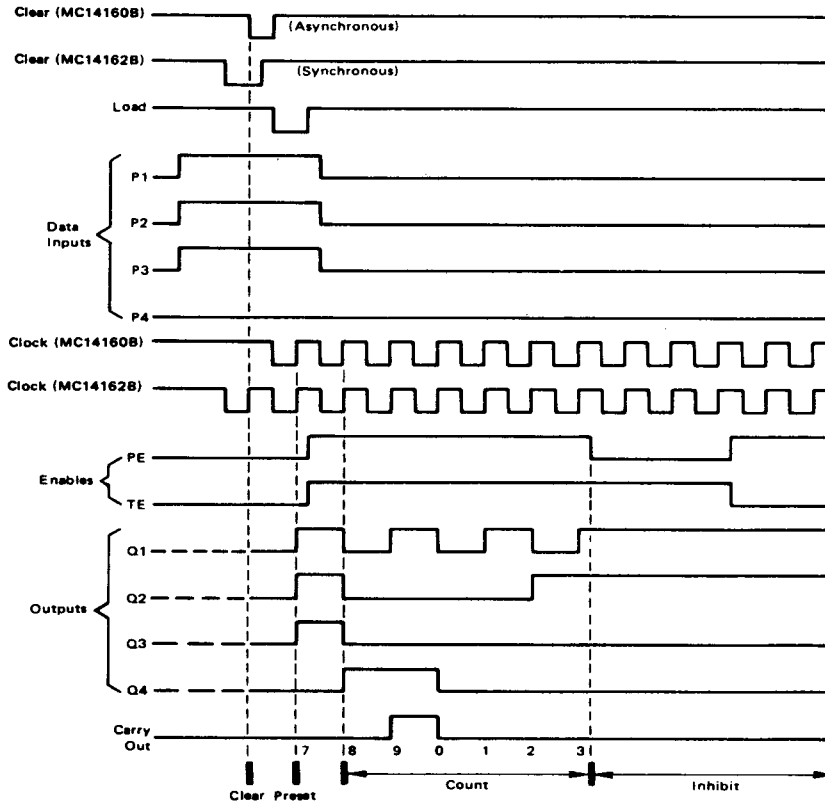 Clear (MC14160B)
(Asynchronous)
Clear (MC14162B)
(Synchronous)
Load
P1
P2
Data
Inputs
P3
P4
Clock (MC14160B)
Clock (MC14162B)
PE
Enables
TE
Q1
Q2
Outputs
Q3
Q4
Carry
Out
7 8 9 0 1 2 3
Count
Inhibit
Clear Preset